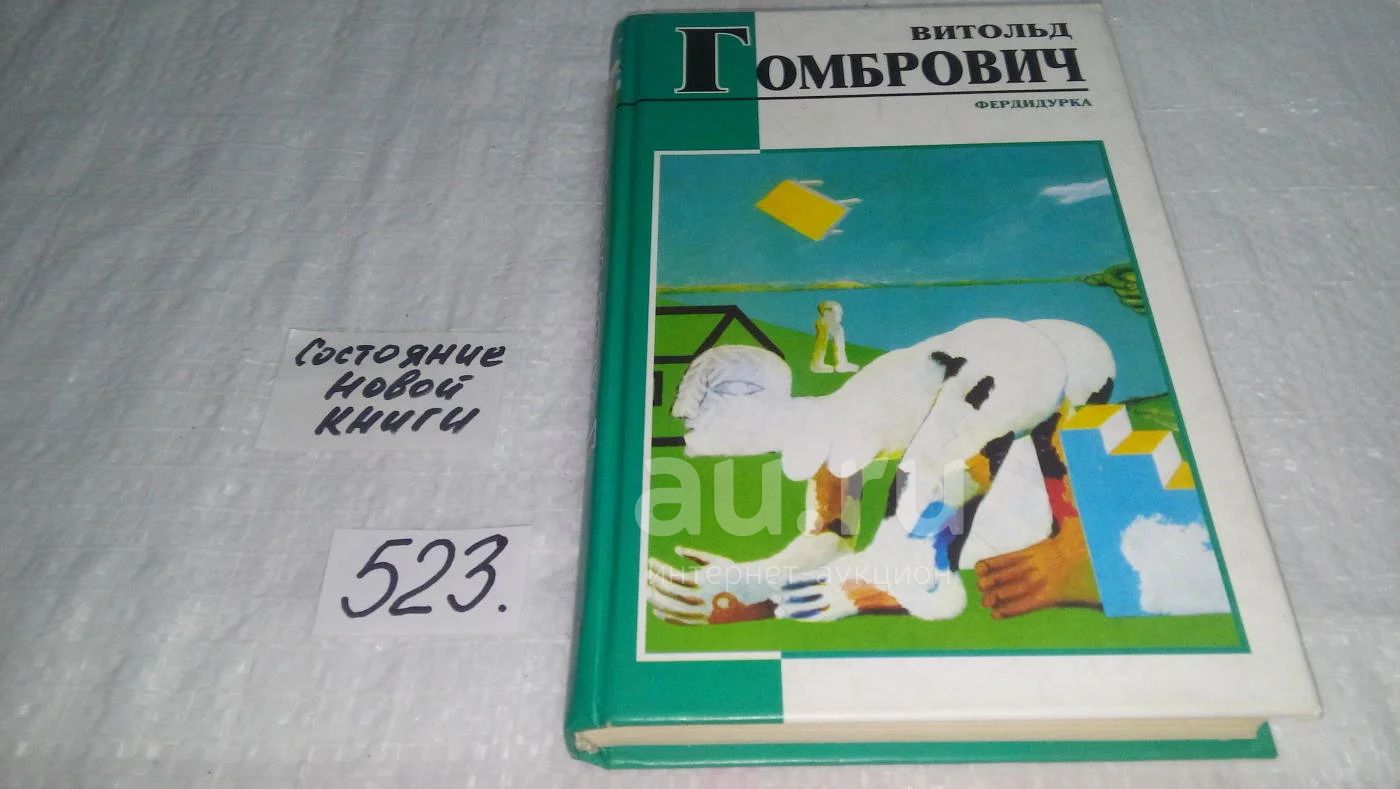 ВИТОЛЬД
ГОМБРОВИЧ
ФЕРДИДУРКА
Состояние
новой
книги
523.
au.ru
интернет-аукцион